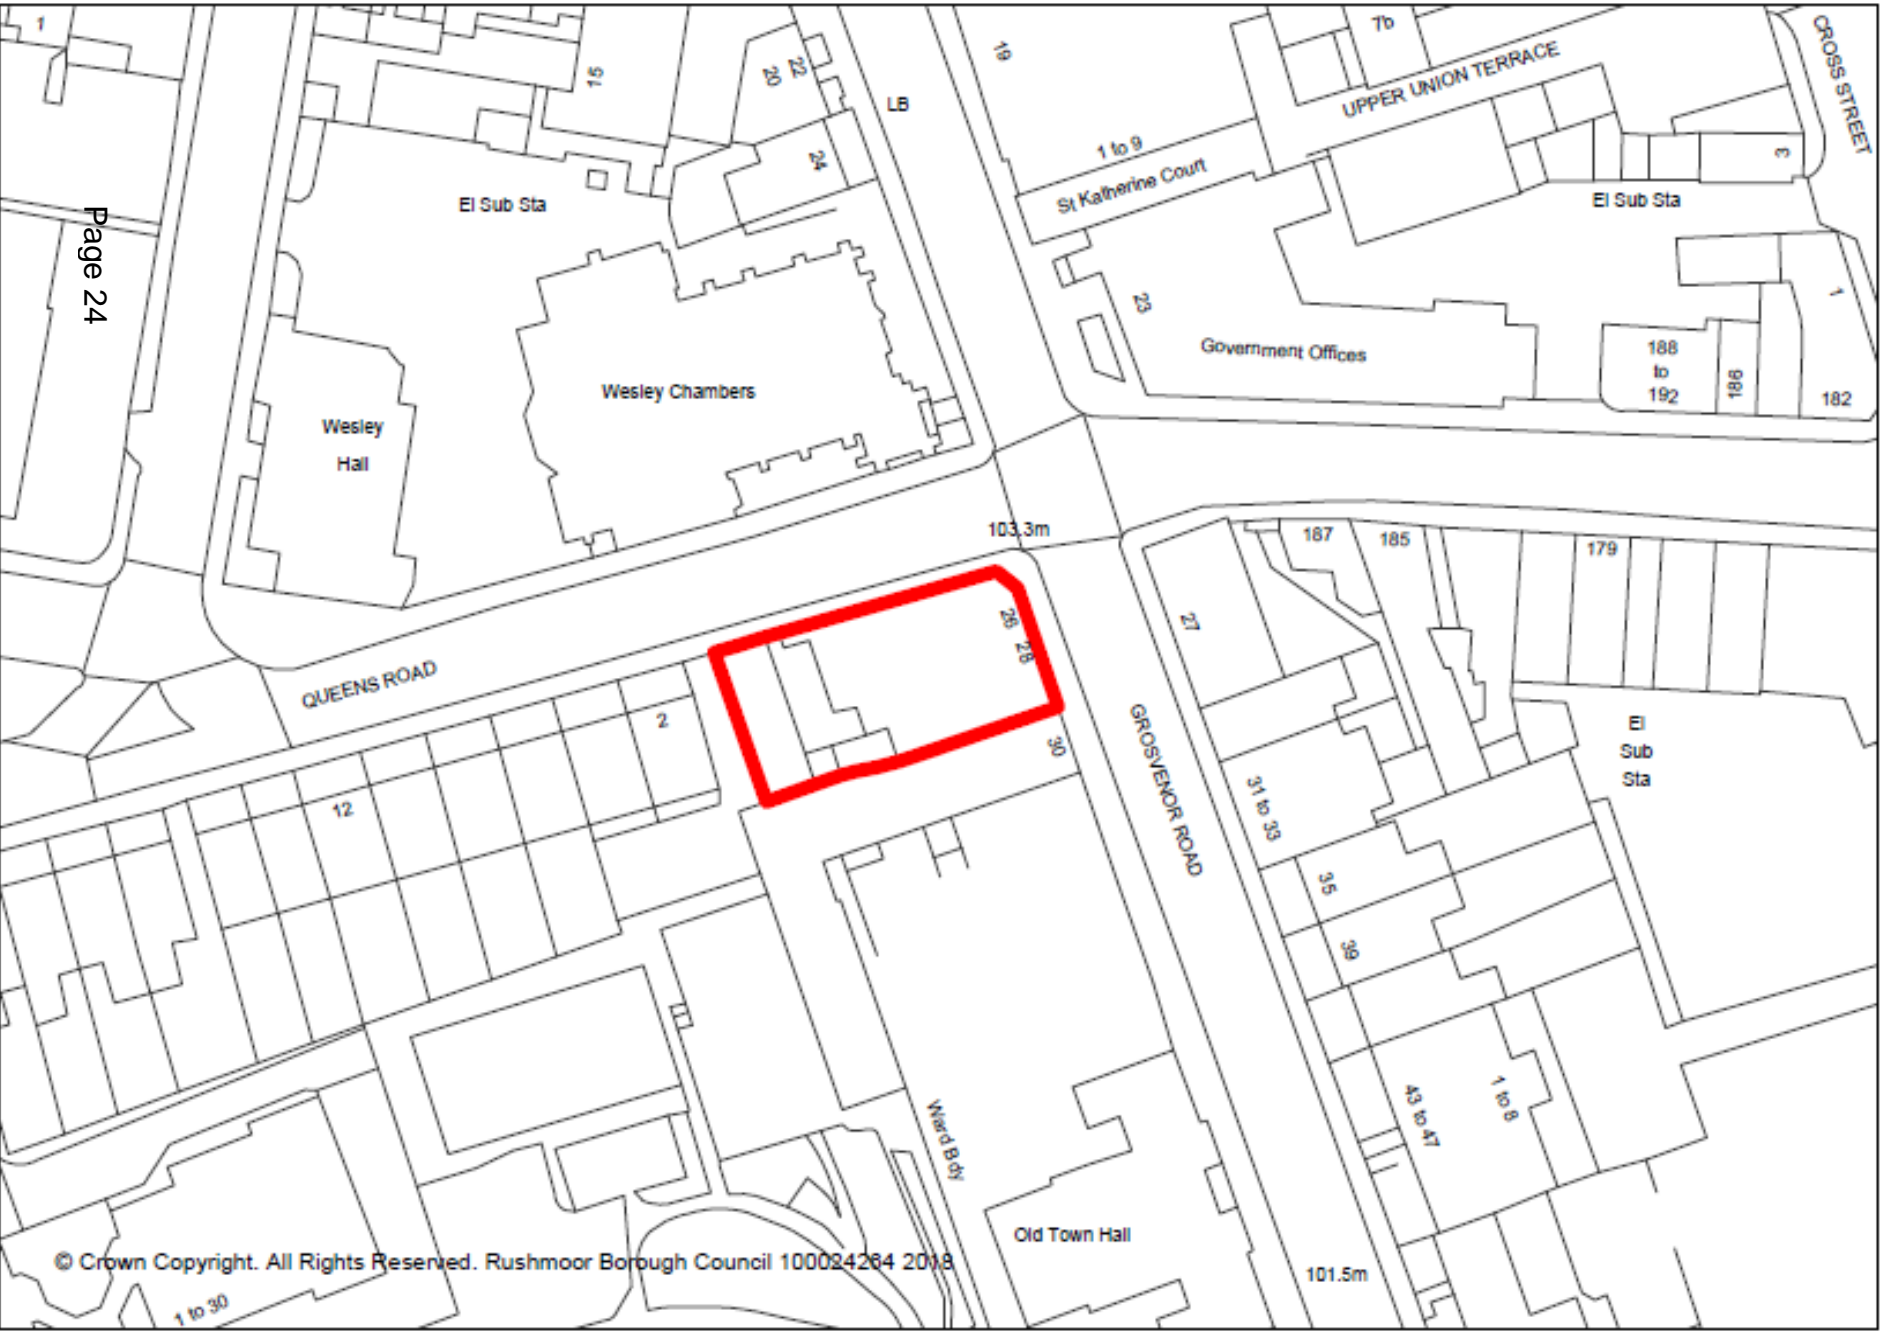 1
15
20
22
19
7b
UPPER UNION TERRACE
CROSS STREET
LB
24
1 to 9
St Katherine Court
3
El Sub Sta
El Sub Sta
Page 24
23
Government Offices
1
188
to
192
186
182
Wesley Chambers
Wesley
Hall
103.3m
187
185
179
26
28
27
QUEENS ROAD
2
30
GROSVENOR ROAD
El
Sub
Sta
12
31 to 33
35
39
43 to 47
1 to 8
Ward Bdy
Old Town Hall
© Crown Copyright. All Rights Reserved. Rushmoor Borough Council 100024264 2018
101.5m
1 to 30